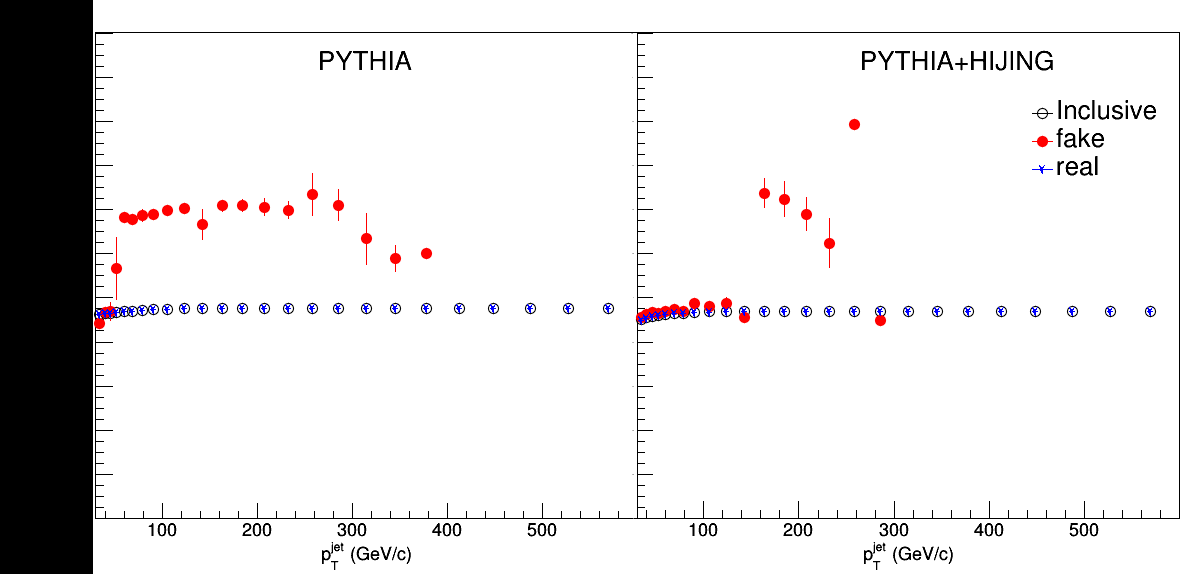 PYTHIA
PYTHIA+HIJING
Inclusive
fake
real
100 200 300 400 500
100 200 300 400 500
p_T^jet (GeV/c)
p_T^jet (GeV/c)